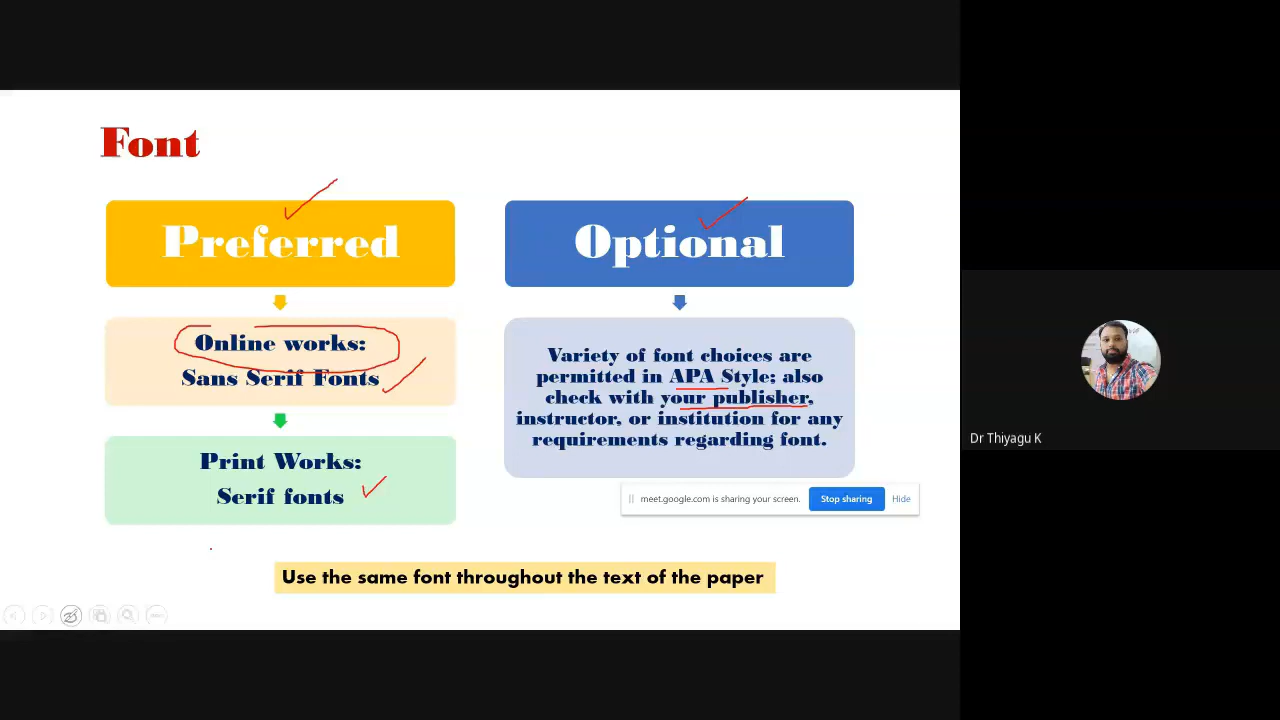 Font
Preferred
Online works:
Sans Serif Fonts
Print Works:
Serif fonts
Optional
Variety of font choices are
permitted in APA Style; also
check with your publisher,
instructor, or institution for any
requirements regarding font.
meet.google.com is sharing your screen.
Stop sharing
Hide
Use the same font throughout the text of the paper
Dr Thiyagu K